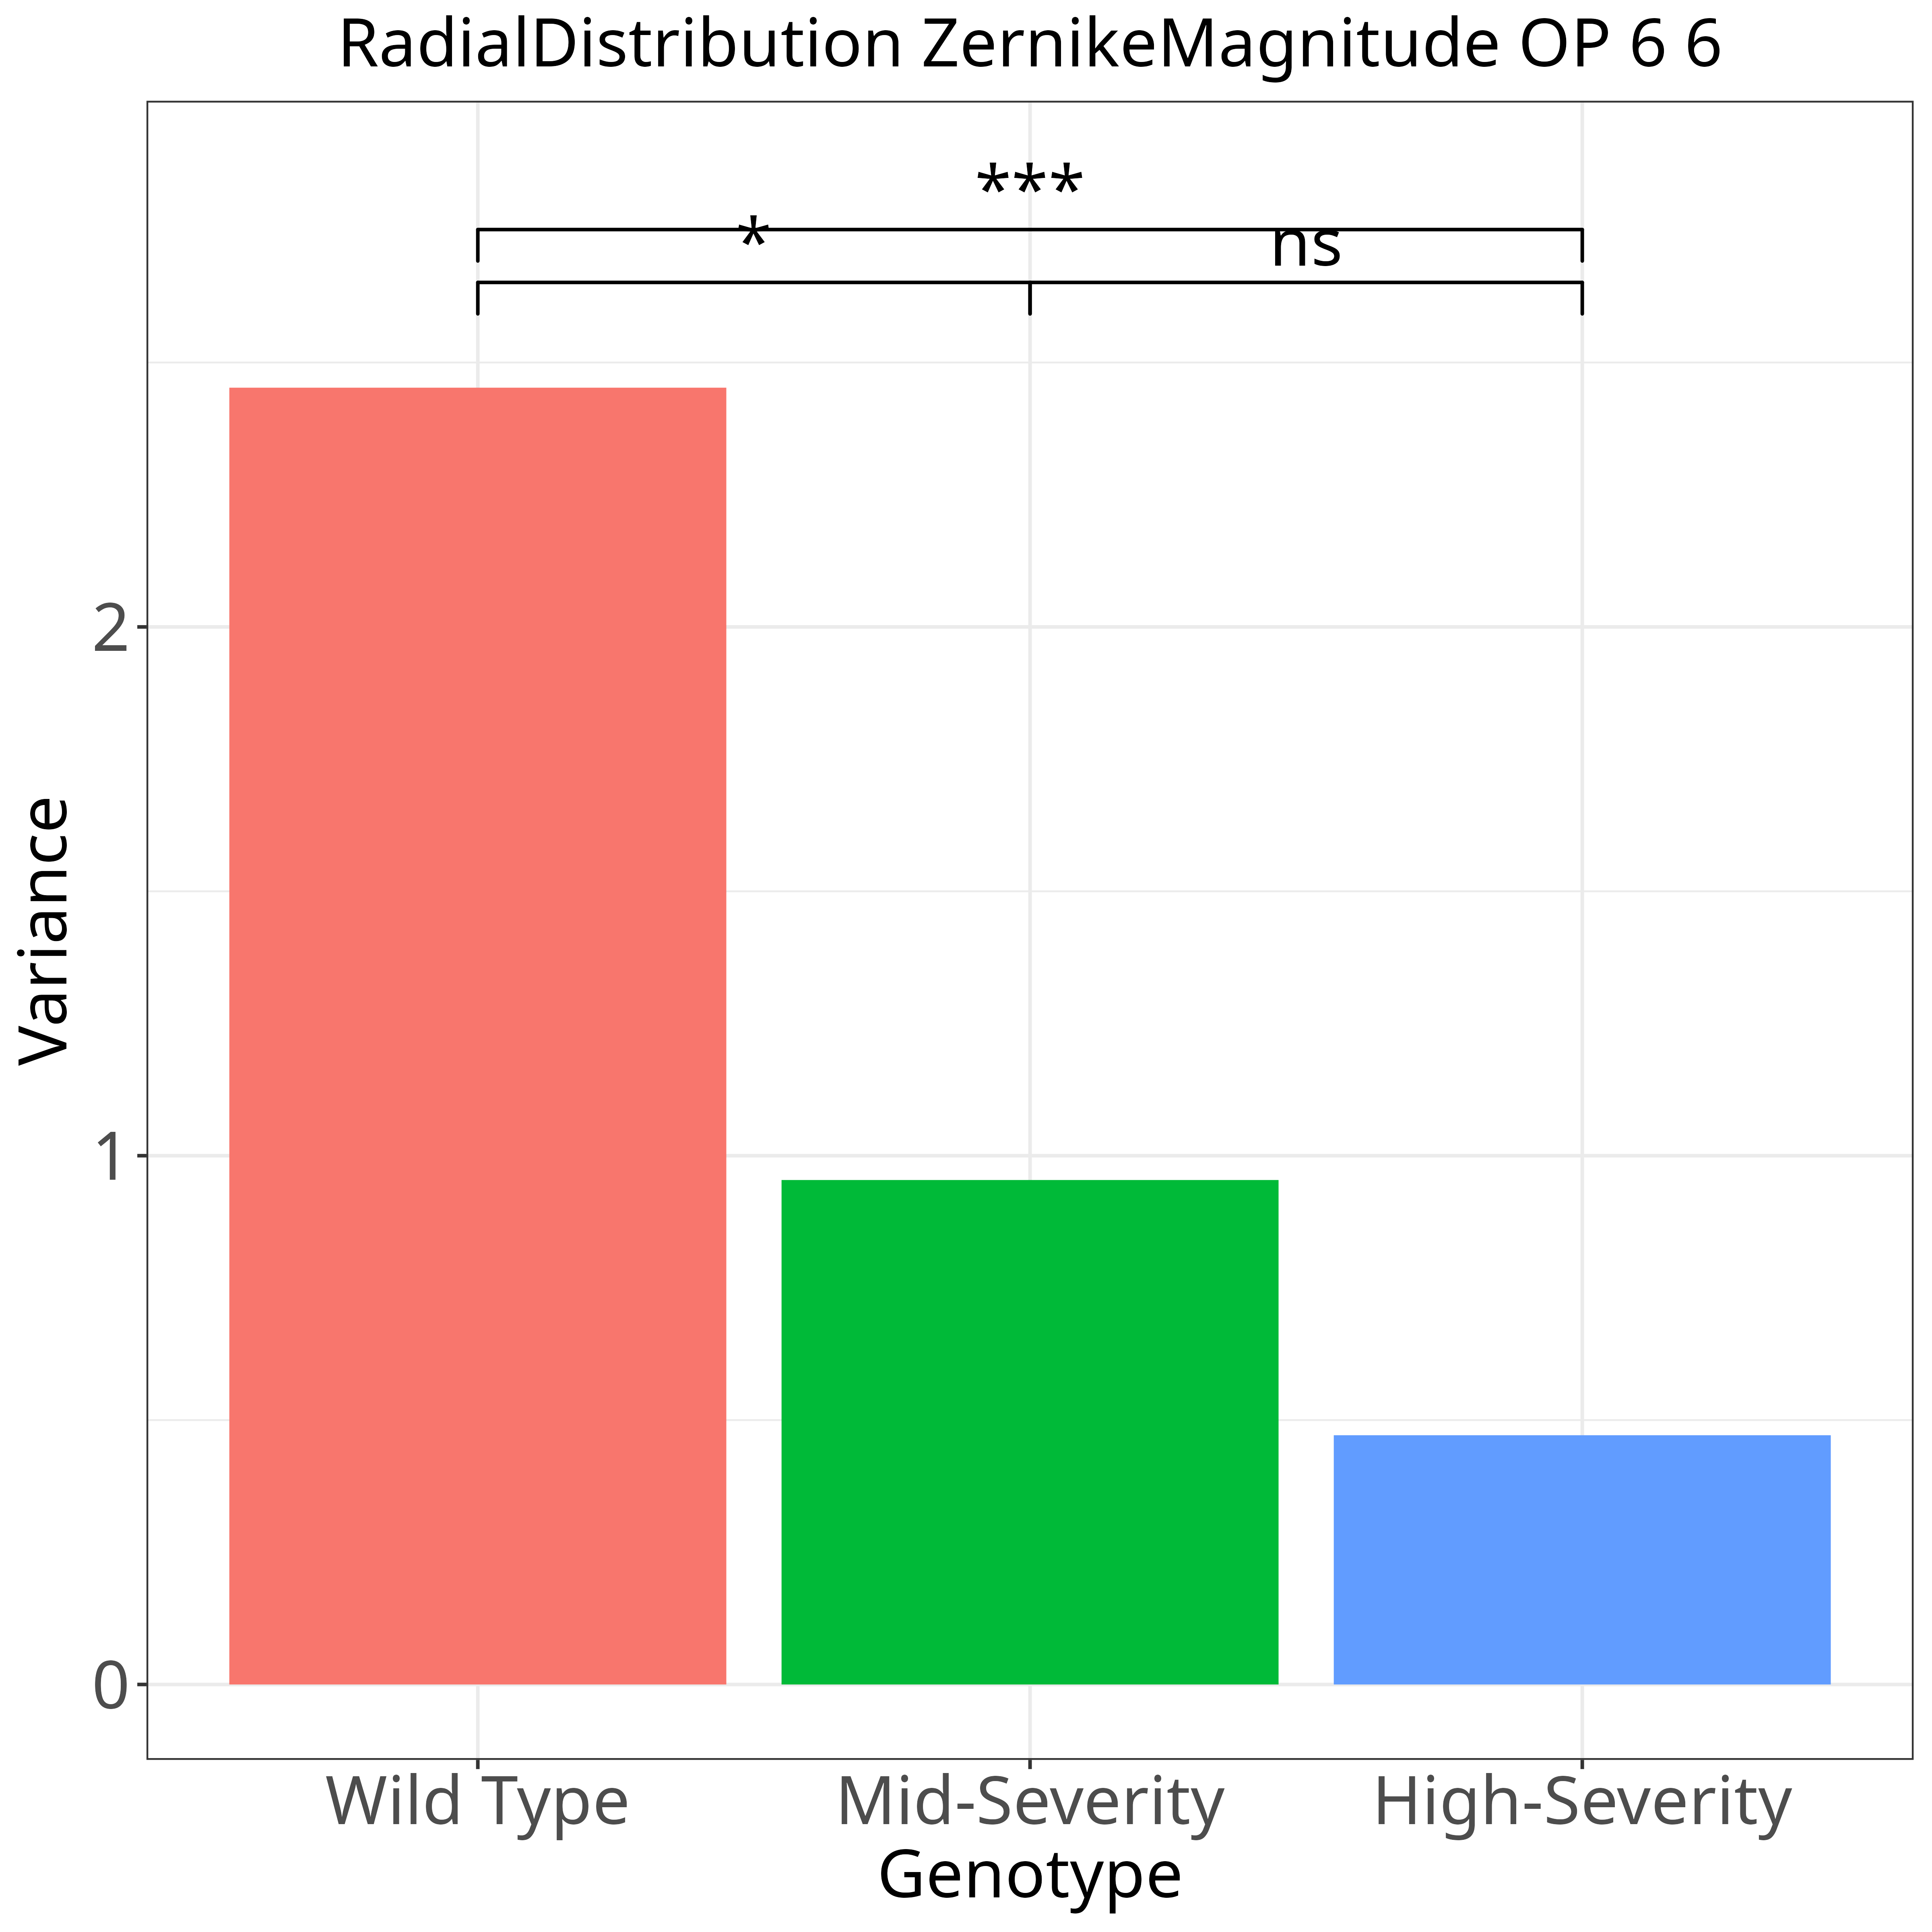 RadialDistribution ZernikeMagnitude OP 6 6
***
*
ns
2
1
0
Variance
Wild Type
Mid-Severity
High-Severity
Genotype